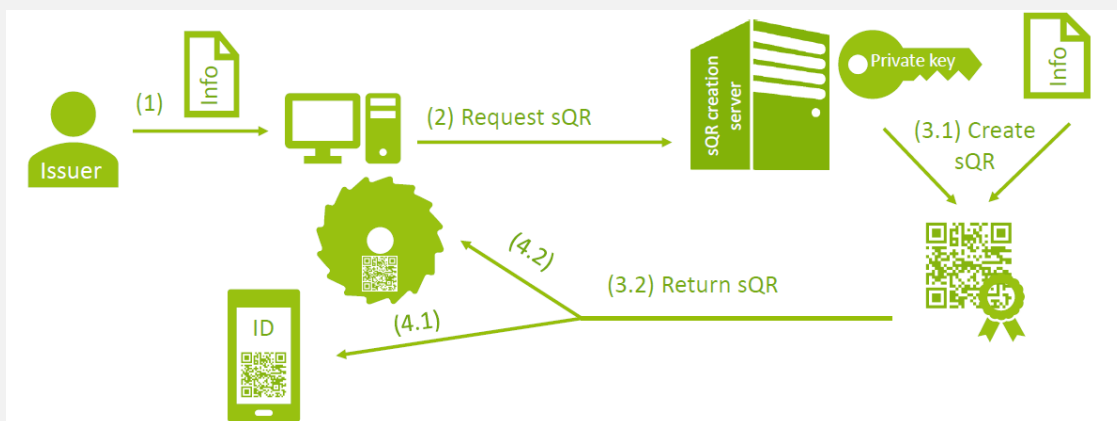 (1)
Info
Issuer
(2) Request sQR
sQR creation
server
Private key
Info
(3.1) Create
sQR
(3.2) Return sQR
(4.2)
(4.1)
ID